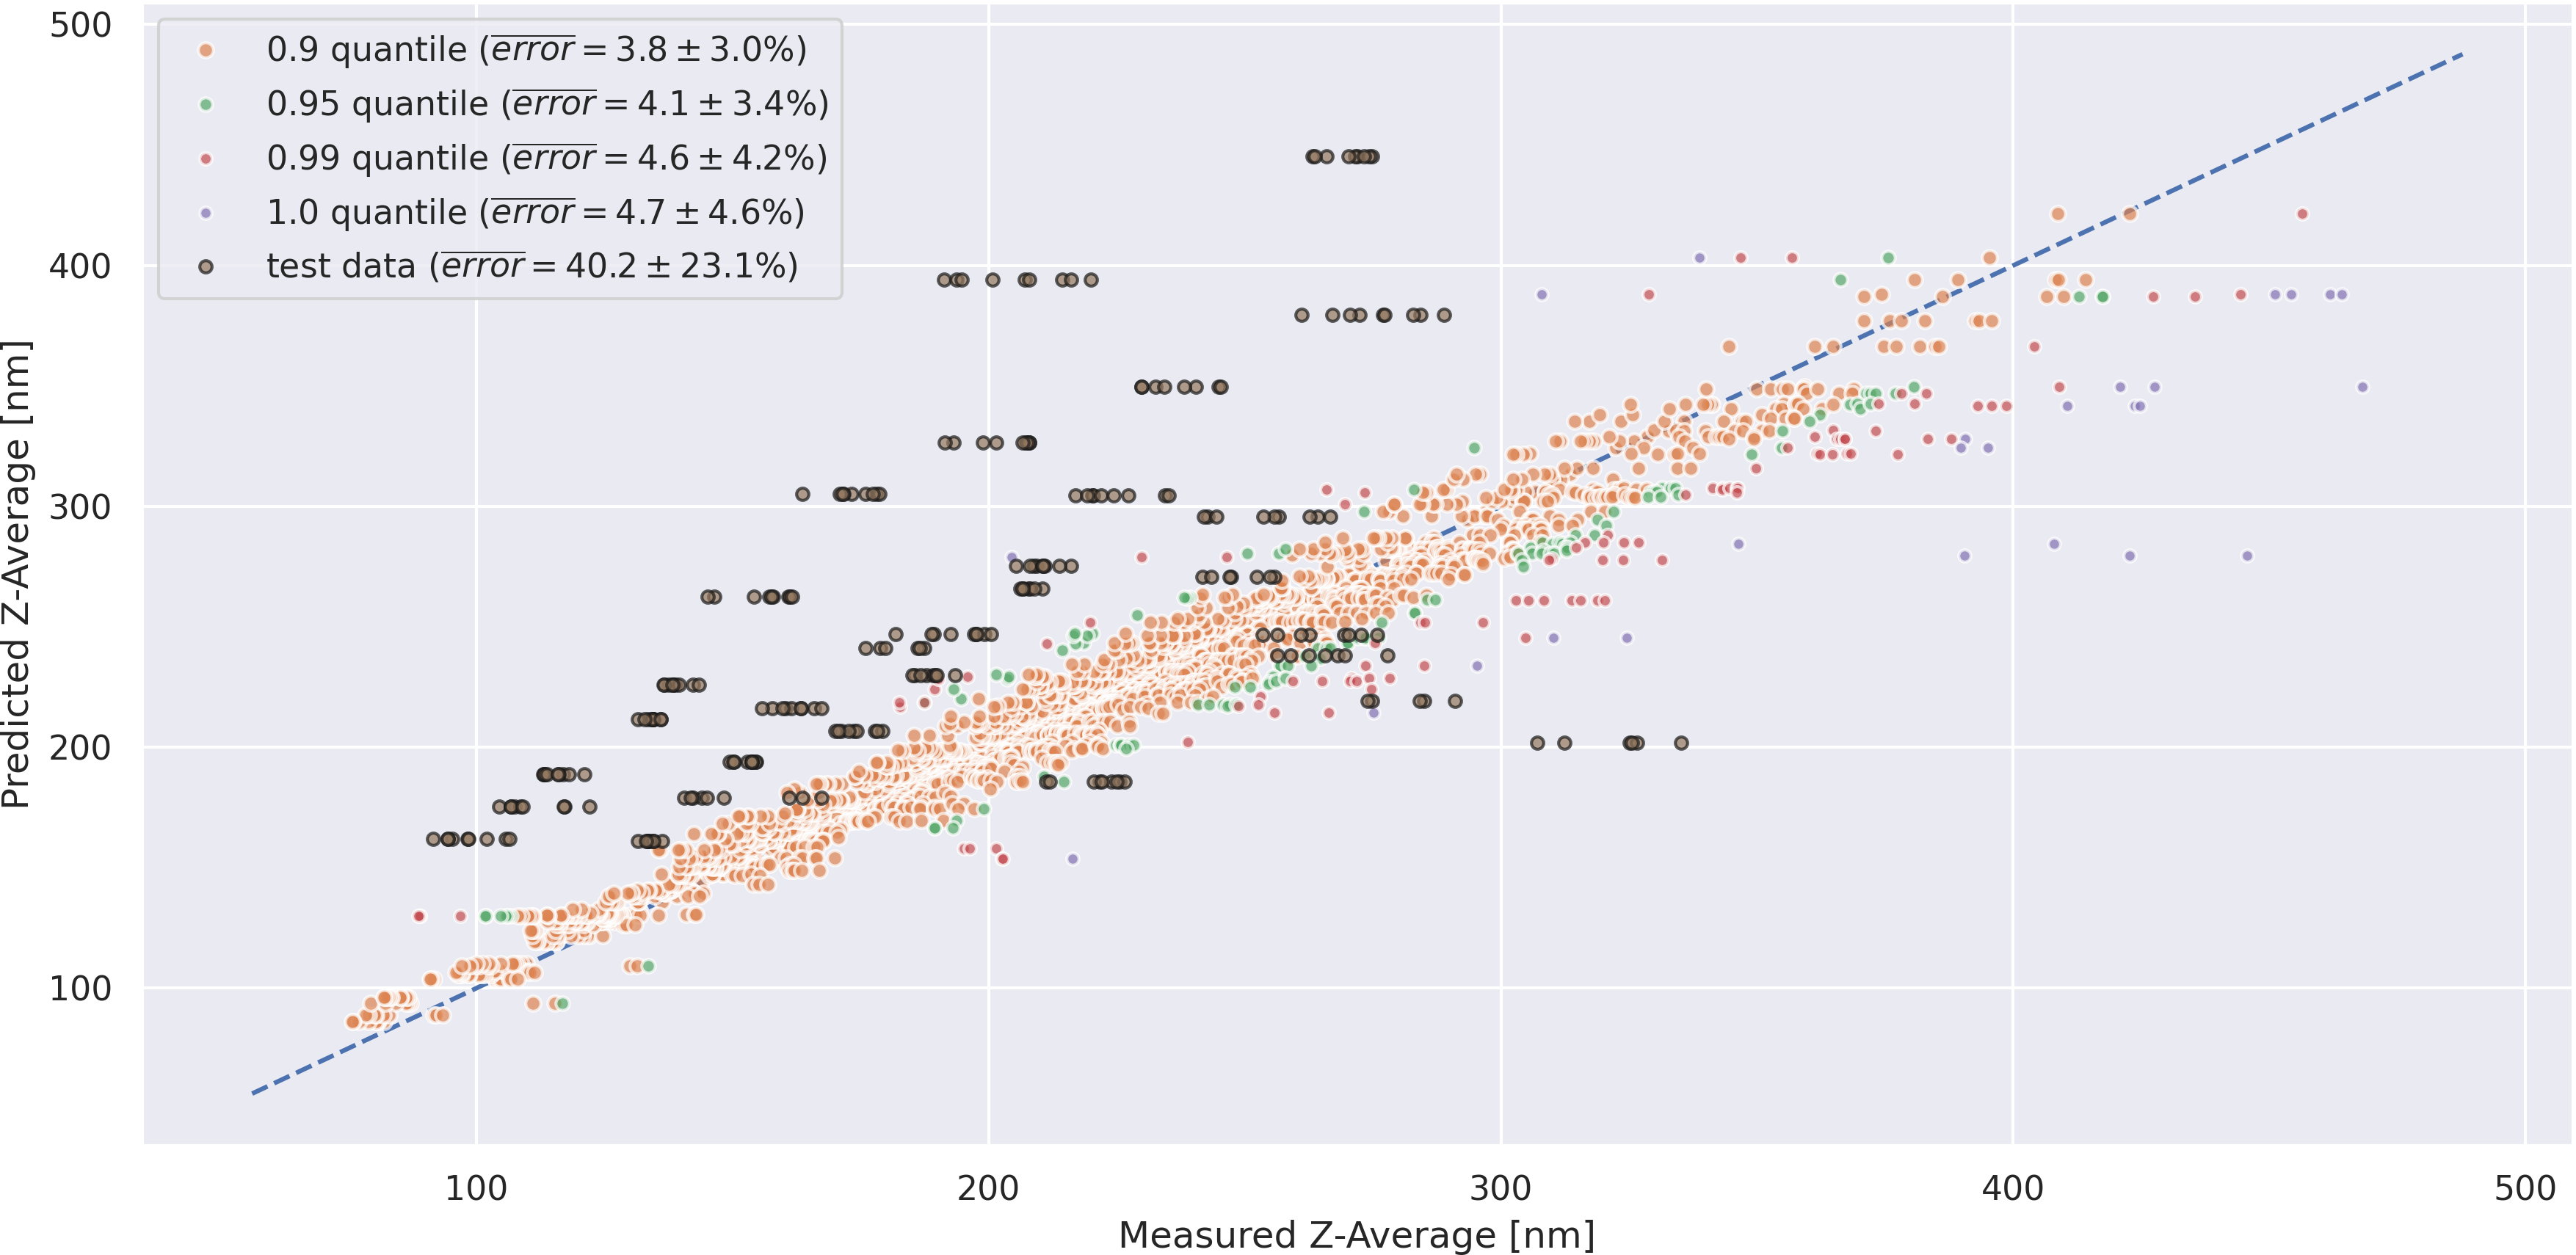 500
400
300
200
100
Predicted Z-Average [nm]
0.9 quantile (error = 3.8 ± 3.0%)
0.95 quantile (error = 4.1 ± 3.4%)
0.99 quantile (error = 4.6 ± 4.2%)
1.0 quantile (error = 4.7 ± 4.6%)
test data (error = 40.2 ± 23.1%)
100 200 300 400 500
Measured Z-Average [nm]